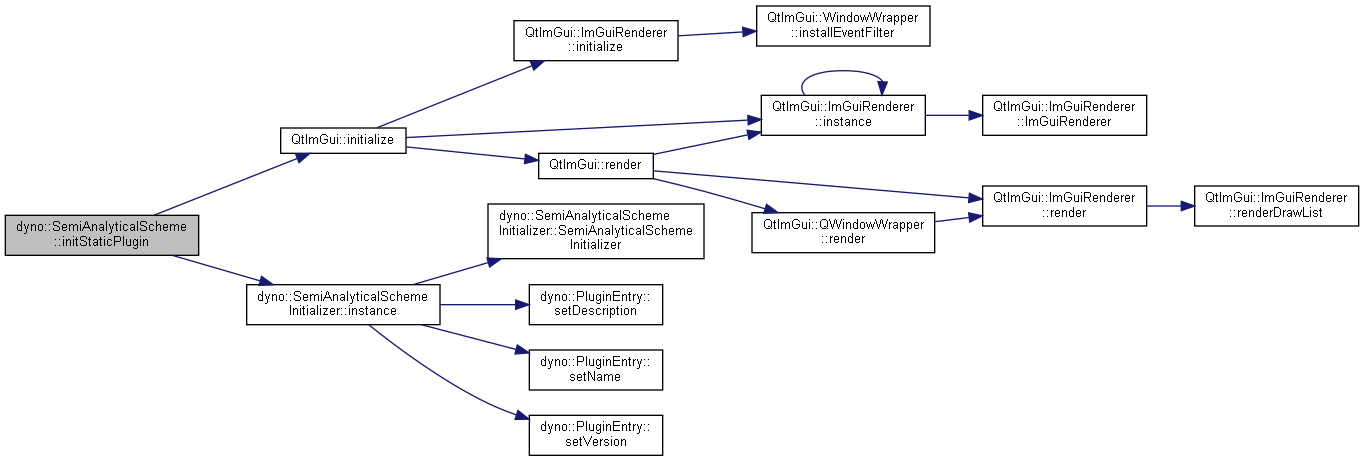 dyno::SemiAnalyticalScheme
::initStaticPlugin
QtImGui::initialize
QtImGui::ImGuiRenderer
::initialize
QtImGui::WindowWrapper
::installEventFilter
QtImGui::ImGuiRenderer
::instance
QtImGui::ImGuiRenderer
::ImGuiRenderer
QtImGui::render
QtImGui::ImGuiRenderer
::render
QtImGui::ImGuiRenderer
::renderDrawList
QtImGui::QWindowWrapper
::render
dyno::SemiAnalyticalScheme
Initializer::instance
dyno::SemiAnalyticalScheme
Initializer::SemiAnalyticalScheme
Initializer
dyno::PluginEntry::
setDescription
dyno::PluginEntry::
setName
dyno::PluginEntry::
setVersion